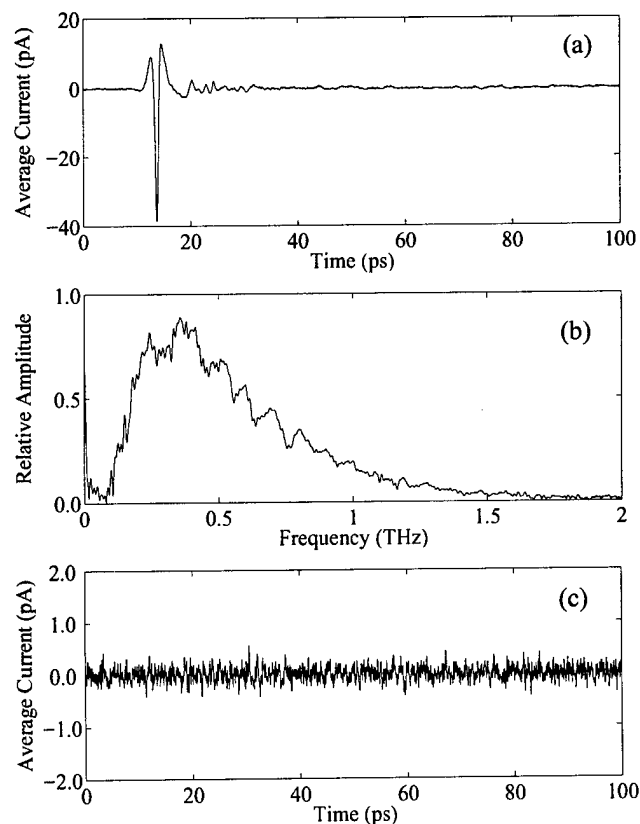 20
0
−20
−40
Average Current (pA)
(a)
0 20 40 60 80 100
Time (ps)
1.0
0.5
0.0
Relative Amplitude
(b)
0 0.5 1 1.5 2
Frequency (THz)
2.0
1.0
0.0
−1.0
−2.0
Average Current (pA)
(c)
0 20 40 60 80 100
Time (ps)